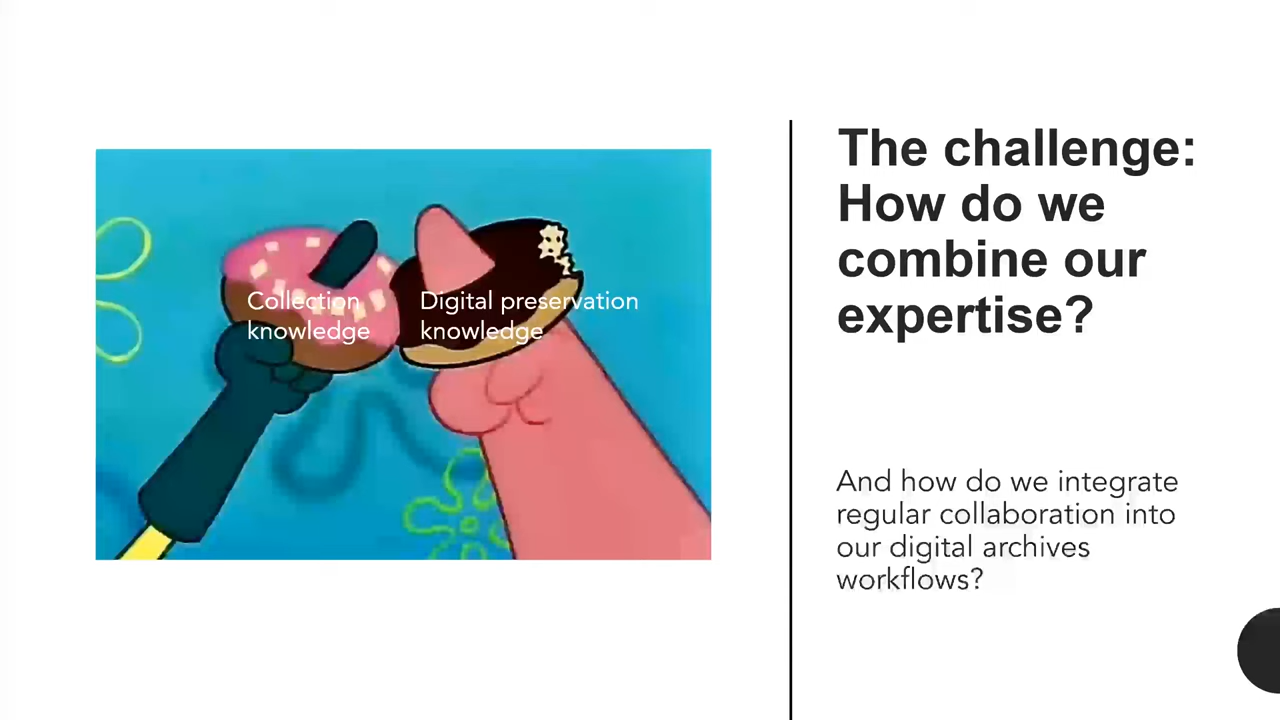 Collection
knowledge
Digital preservation
knowledge
The challenge:
How do we
combine our
expertise?
And how do we integrate
regular collaboration into
our digital archives
workflows?